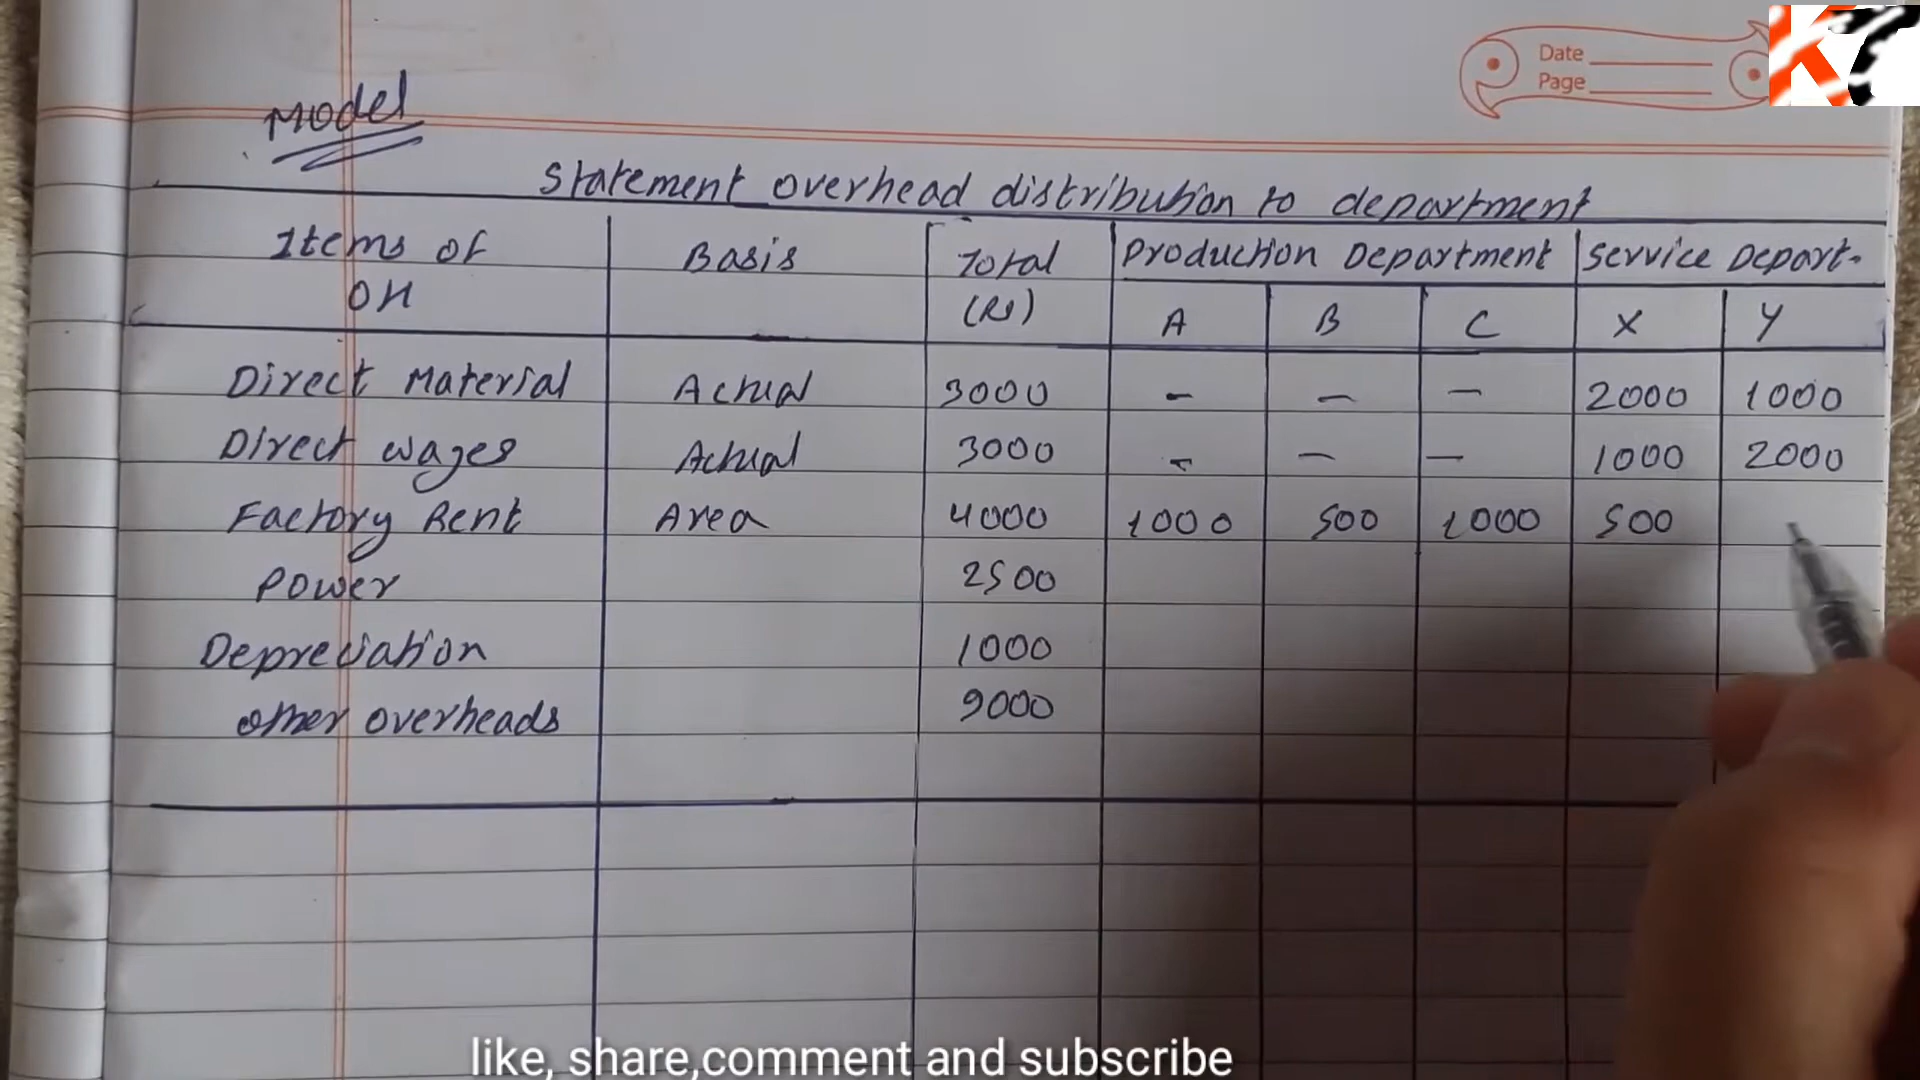 Date
Page
Model
Statement overhead distribution to department
Items of OH Basis Total (Rs) Production Department Service Depart.
A B C X Y
Direct Material Actual 3000 - - - 2000 1000
Direct wages Actual 3000 - - - 1000 2000
Factory Rent Area 4000 1000 500 1000 500
Power 2500
Depreciation 1000
other overheads 9000
like, share,comment and subscribe